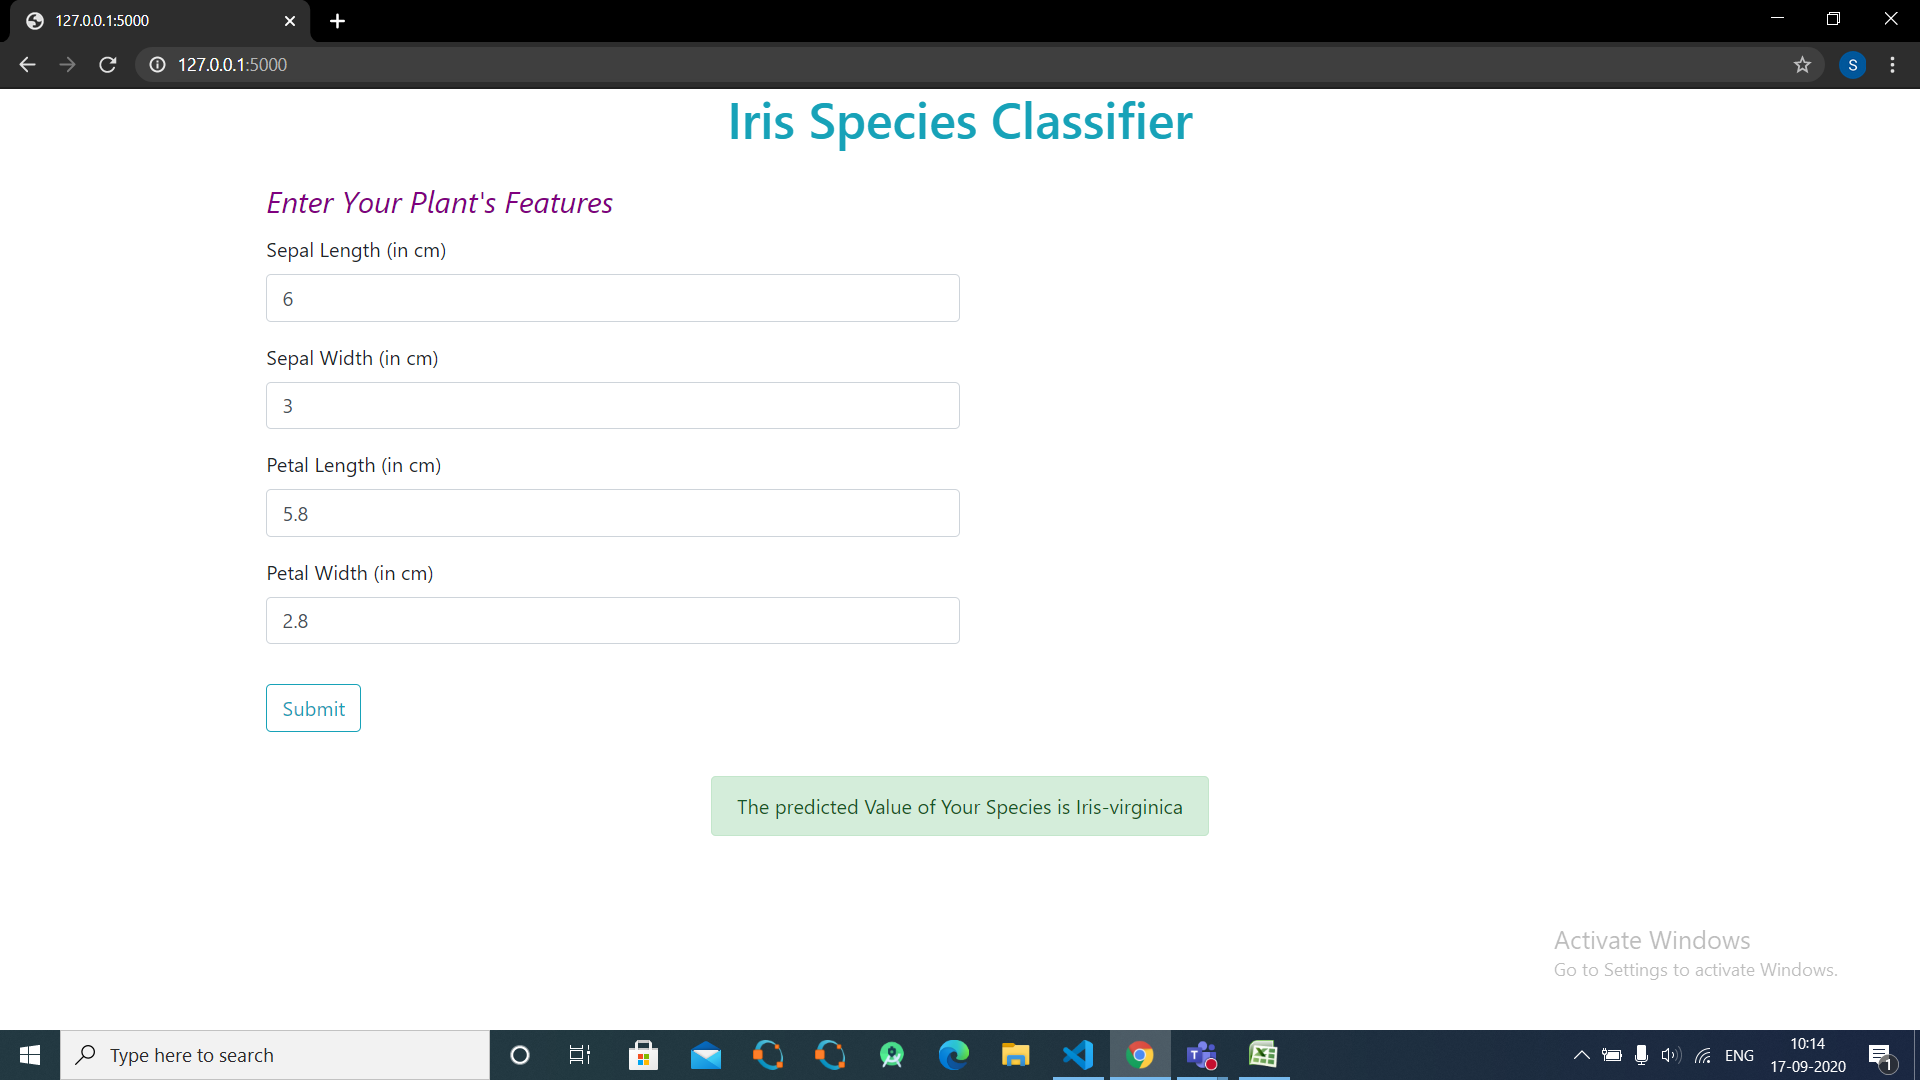 127.0.0.1:5000
127.0.0.1:5000
S
Iris Species Classifier
Enter Your Plant's Features
Sepal Length (in cm)
6
Sepal Width (in cm)
3
Petal Length (in cm)
5.8
Petal Width (in cm)
2.8
Submit
The predicted Value of Your Species is Iris-virginica
Activate Windows
Go to Settings to activate Windows.
Type here to search
ENG
10:14
17-09-2020
1